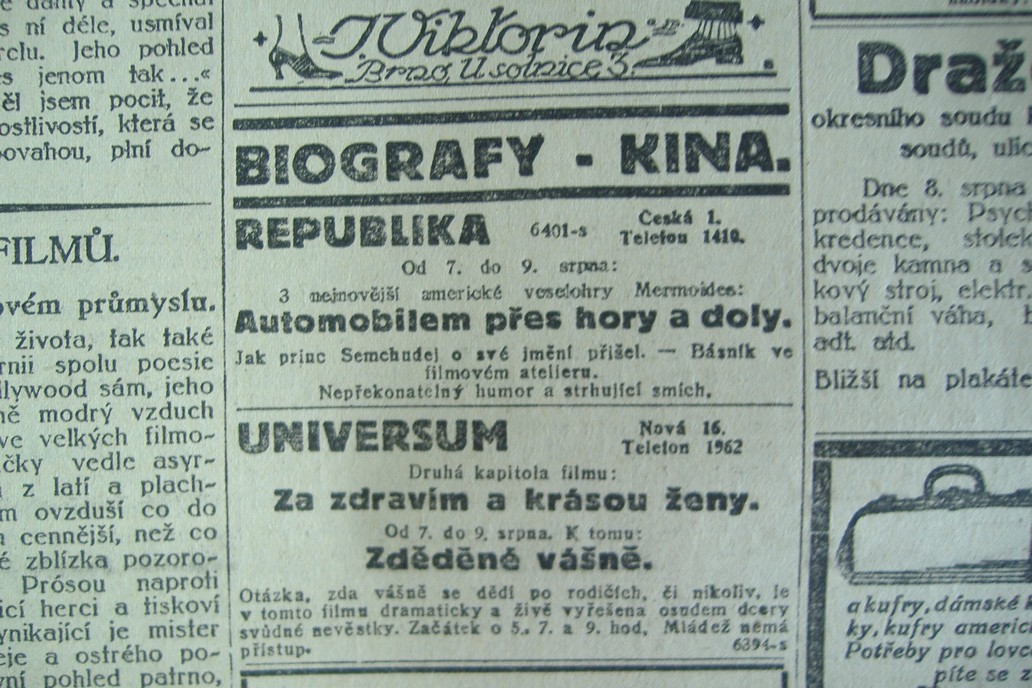 é dámy a
s ní déle, usmíval
rclu. Jeho pohled
s jenom tak...«
ěl jsem pocit, že
ostlivostí, která se
ovahou, plní do-
FILMŮ.
ovém průmyslu.
života, tak také
rnii spolu poesie
llywood sám, jeho
ně modrý vzduch
ve velkých filmo-
čky vedle asyr-
z latí a plach-
m ovzduší co do
cennější, než co
é zblízka pozoro-
Prósou naproti
icí herci a tiskoví
ynikající je mister
eje a ostrého po-
vní pohled patrno,
Wiktorin
Brno, U solnice 3.
BIOGRAFY - KINA.
REPUBLIKA 6401-s Česká 1.
Telefon 1410.
Od 7. do 9. srpna:
3 nejnovější americké veselohry Mermoides:
Automobilem přes hory a doly.
Jak princ Semchudej o své jmění přišel. — Básník ve
filmovém atelieru.
Nepřekonatelný humor a strhující smích.
UNIVERSUM Nová 16.
Telefon 1962
Druhá kapitola filmu:
Za zdravím a krásou ženy.
Od 7. do 9. srpna. K tomu:
Zděděné vášně.
Otázka, zda vášně se dědí po rodičích, či nikoliv, je
v tomto filmu dramaticky a živě vyřešena osudem dcery
svůdné nevěstky. Začátek o 5., 7. a 9. hod. Mládež nemá
přístup. 6394-s
Draž
okresního soudu
soudů, ulic
Dne 8. srpna
prodávány: Psyc
kredence, stolek
dvoje kamna a s
kový stroj, elektr
balanční váha,
adt. atd.
Bližší na plakáte
a kufry, dámské
ky, kufry americ
Potřeby pro lovc
píte se z